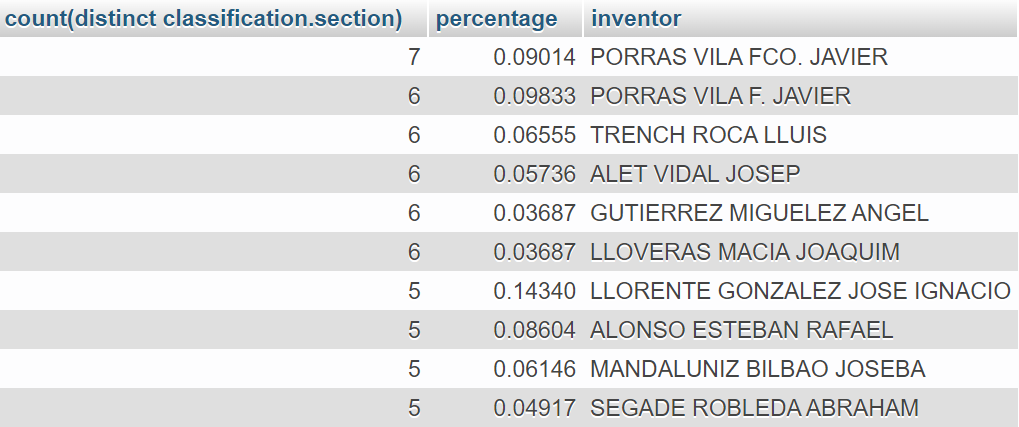 count(distinct classification.section) percentage inventor
7 0.09014 PORRAS VILA FCO. JAVIER
6 0.09833 PORRAS VILA F. JAVIER
6 0.06555 TRENCH ROCA LLUIS
6 0.05736 ALET VIDAL JOSEP
6 0.03687 GUTIERREZ MIGUELEZ ANGEL
6 0.03687 LLOVERAS MACIA JOAQUIM
5 0.14340 LLORENTE GONZALEZ JOSE IGNACIO
5 0.08604 ALONSO ESTEBAN RAFAEL
5 0.06146 MANDALUNIZ BILBAO JOSEBA
5 0.04917 SEGADE ROBLEDA ABRAHAM